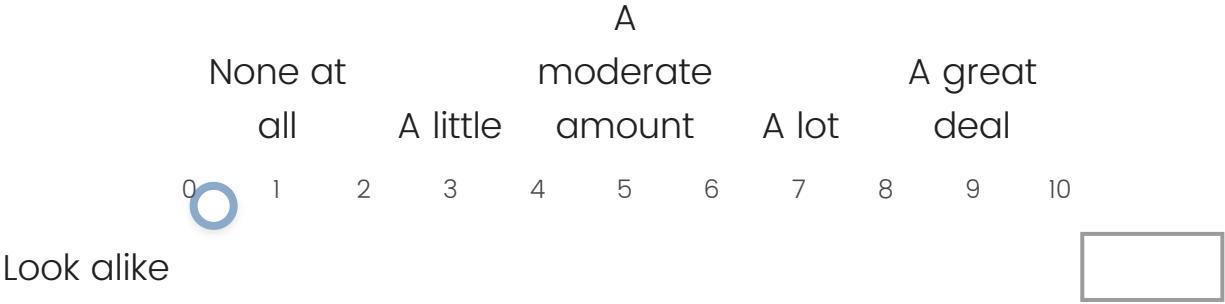 A
None at moderate A great
all A little amount A lot deal
0 1 2 3 4 5 6 7 8 9 10
Look alike